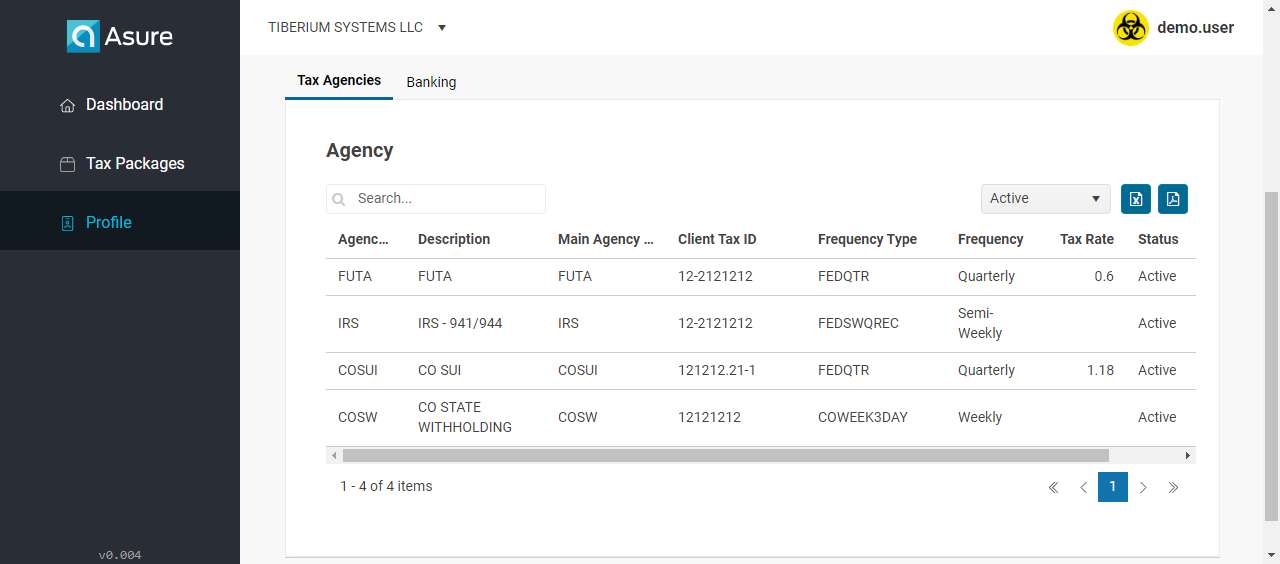 Asure
TIBERIUM SYSTEMS LLC
demo.user
Dashboard
Tax Packages
Profile
v0.004
Tax Agencies Banking
Agency
Search...
Active
Agenc... Description Main Agency ... Client Tax ID Frequency Type Frequency Tax Rate Status
FUTA FUTA FUTA 12-2121212 FEDQTR Quarterly 0.6 Active
IRS IRS - 941/944 IRS 12-2121212 FEDSWQREC Semi-
Weekly Active
COSUI CO SUI COSUI 121212.21-1 FEDQTR Quarterly 1.18 Active
COSW CO STATE
WITHHOLDING COSW 12121212 COWEEK3DAY Weekly Active
1 - 4 of 4 items
1